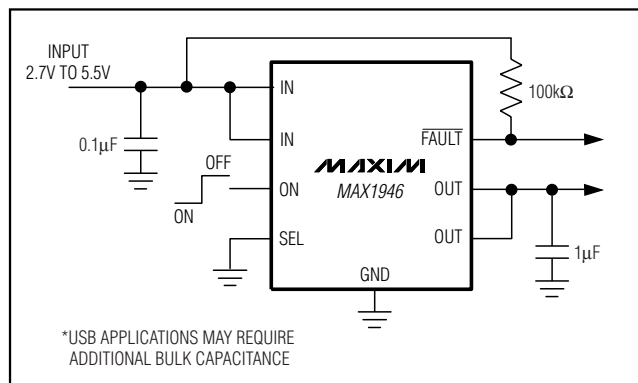 INPUT
2.7V TO 5.5V
IN
100kΩ
0.1µF
IN
FAULT
OFF
MAXIM
ON
MAX1946
OUT
ON
SEL
OUT
1µF
GND
*USB APPLICATIONS MAY REQUIRE
ADDITIONAL BULK CAPACITANCE